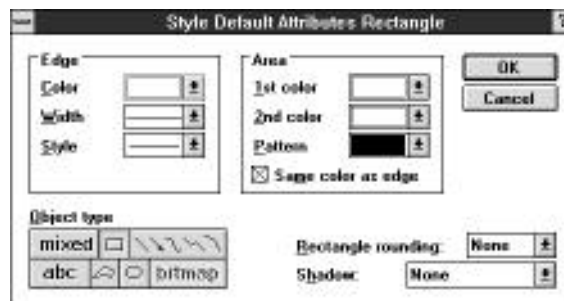 Style Default Attributes Rectangle
Edge
Color
Width
Style
Area
1st color
2nd color
Pattern
Same color as edge
OK
Cancel
Object type
mixed
abc
bitmap
Rectangle rounding: None
Shadow: None